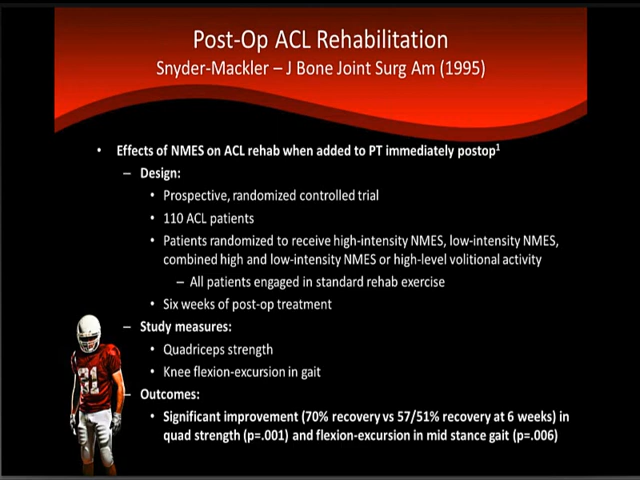 Post-Op ACL Rehabilitation
Snyder-Mackler – J Bone Joint Surg Am (1995)
• Effects of NMES on ACL rehab when added to PT immediately postop¹
– Design:
• Prospective, randomized controlled trial
• 110 ACL patients
• Patients randomized to receive high-intensity NMES, low-intensity NMES,
combined high and low-intensity NMES or high-level volitional activity
– All patients engaged in standard rehab exercise
• Six weeks of post-op treatment
– Study measures:
• Quadriceps strength
• Knee flexion-excursion in gait
– Outcomes:
• Significant improvement (70% recovery vs 57/51% recovery at 6 weeks) in
quad strength (p=.001) and flexion-excursion in mid stance gait (p=.006)
21